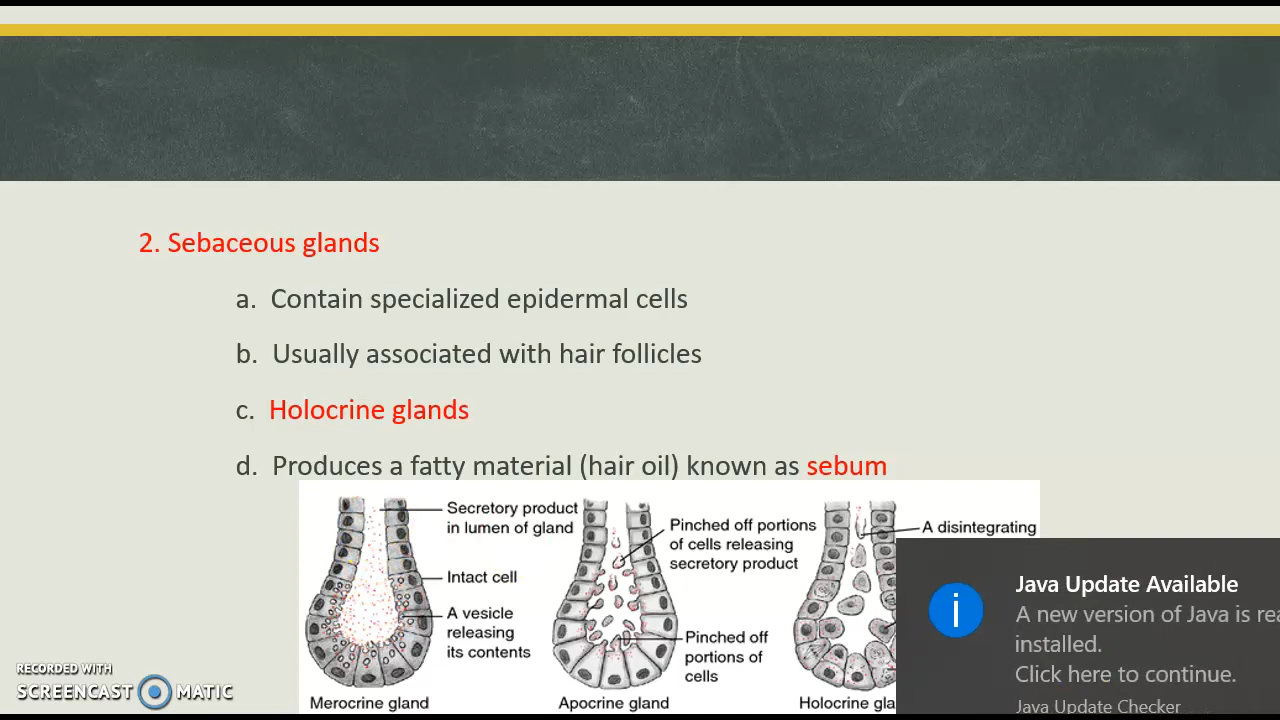 2. Sebaceous glands
a. Contain specialized epidermal cells
b. Usually associated with hair follicles
c. Holocrine glands
d. Produces a fatty material (hair oil) known as sebum
Secretory product
in lumen of gland
Intact cell
A vesicle
releasing
its contents
Merocrine gland
Pinched off portions
of cells releasing
secretory product
Pinched off
portions of
cells
Apocrine gland
A disintegrating
Holocrine
Java Update Available
A new version of Java is
installed.
Click here to continue.
Java Update Checker
RECORDED WITH
SCREENCAST MATIC